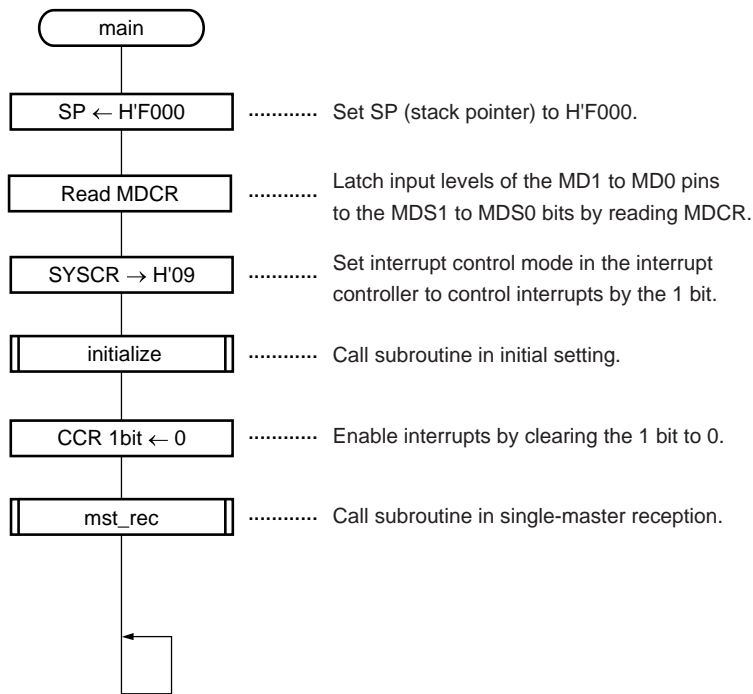 main
SP ← H'F000 ············ Set SP (stack pointer) to H'F000.
Read MDCR ············ Latch input levels of the MD1 to MD0 pins
to the MDS1 to MDS0 bits by reading MDCR.
SYSCR → H'09 ············ Set interrupt control mode in the interrupt
controller to control interrupts by the 1 bit.
initialize ············ Call subroutine in initial setting.
CCR 1bit ← 0 ············ Enable interrupts by clearing the 1 bit to 0.
mst_rec ············ Call subroutine in single-master reception.